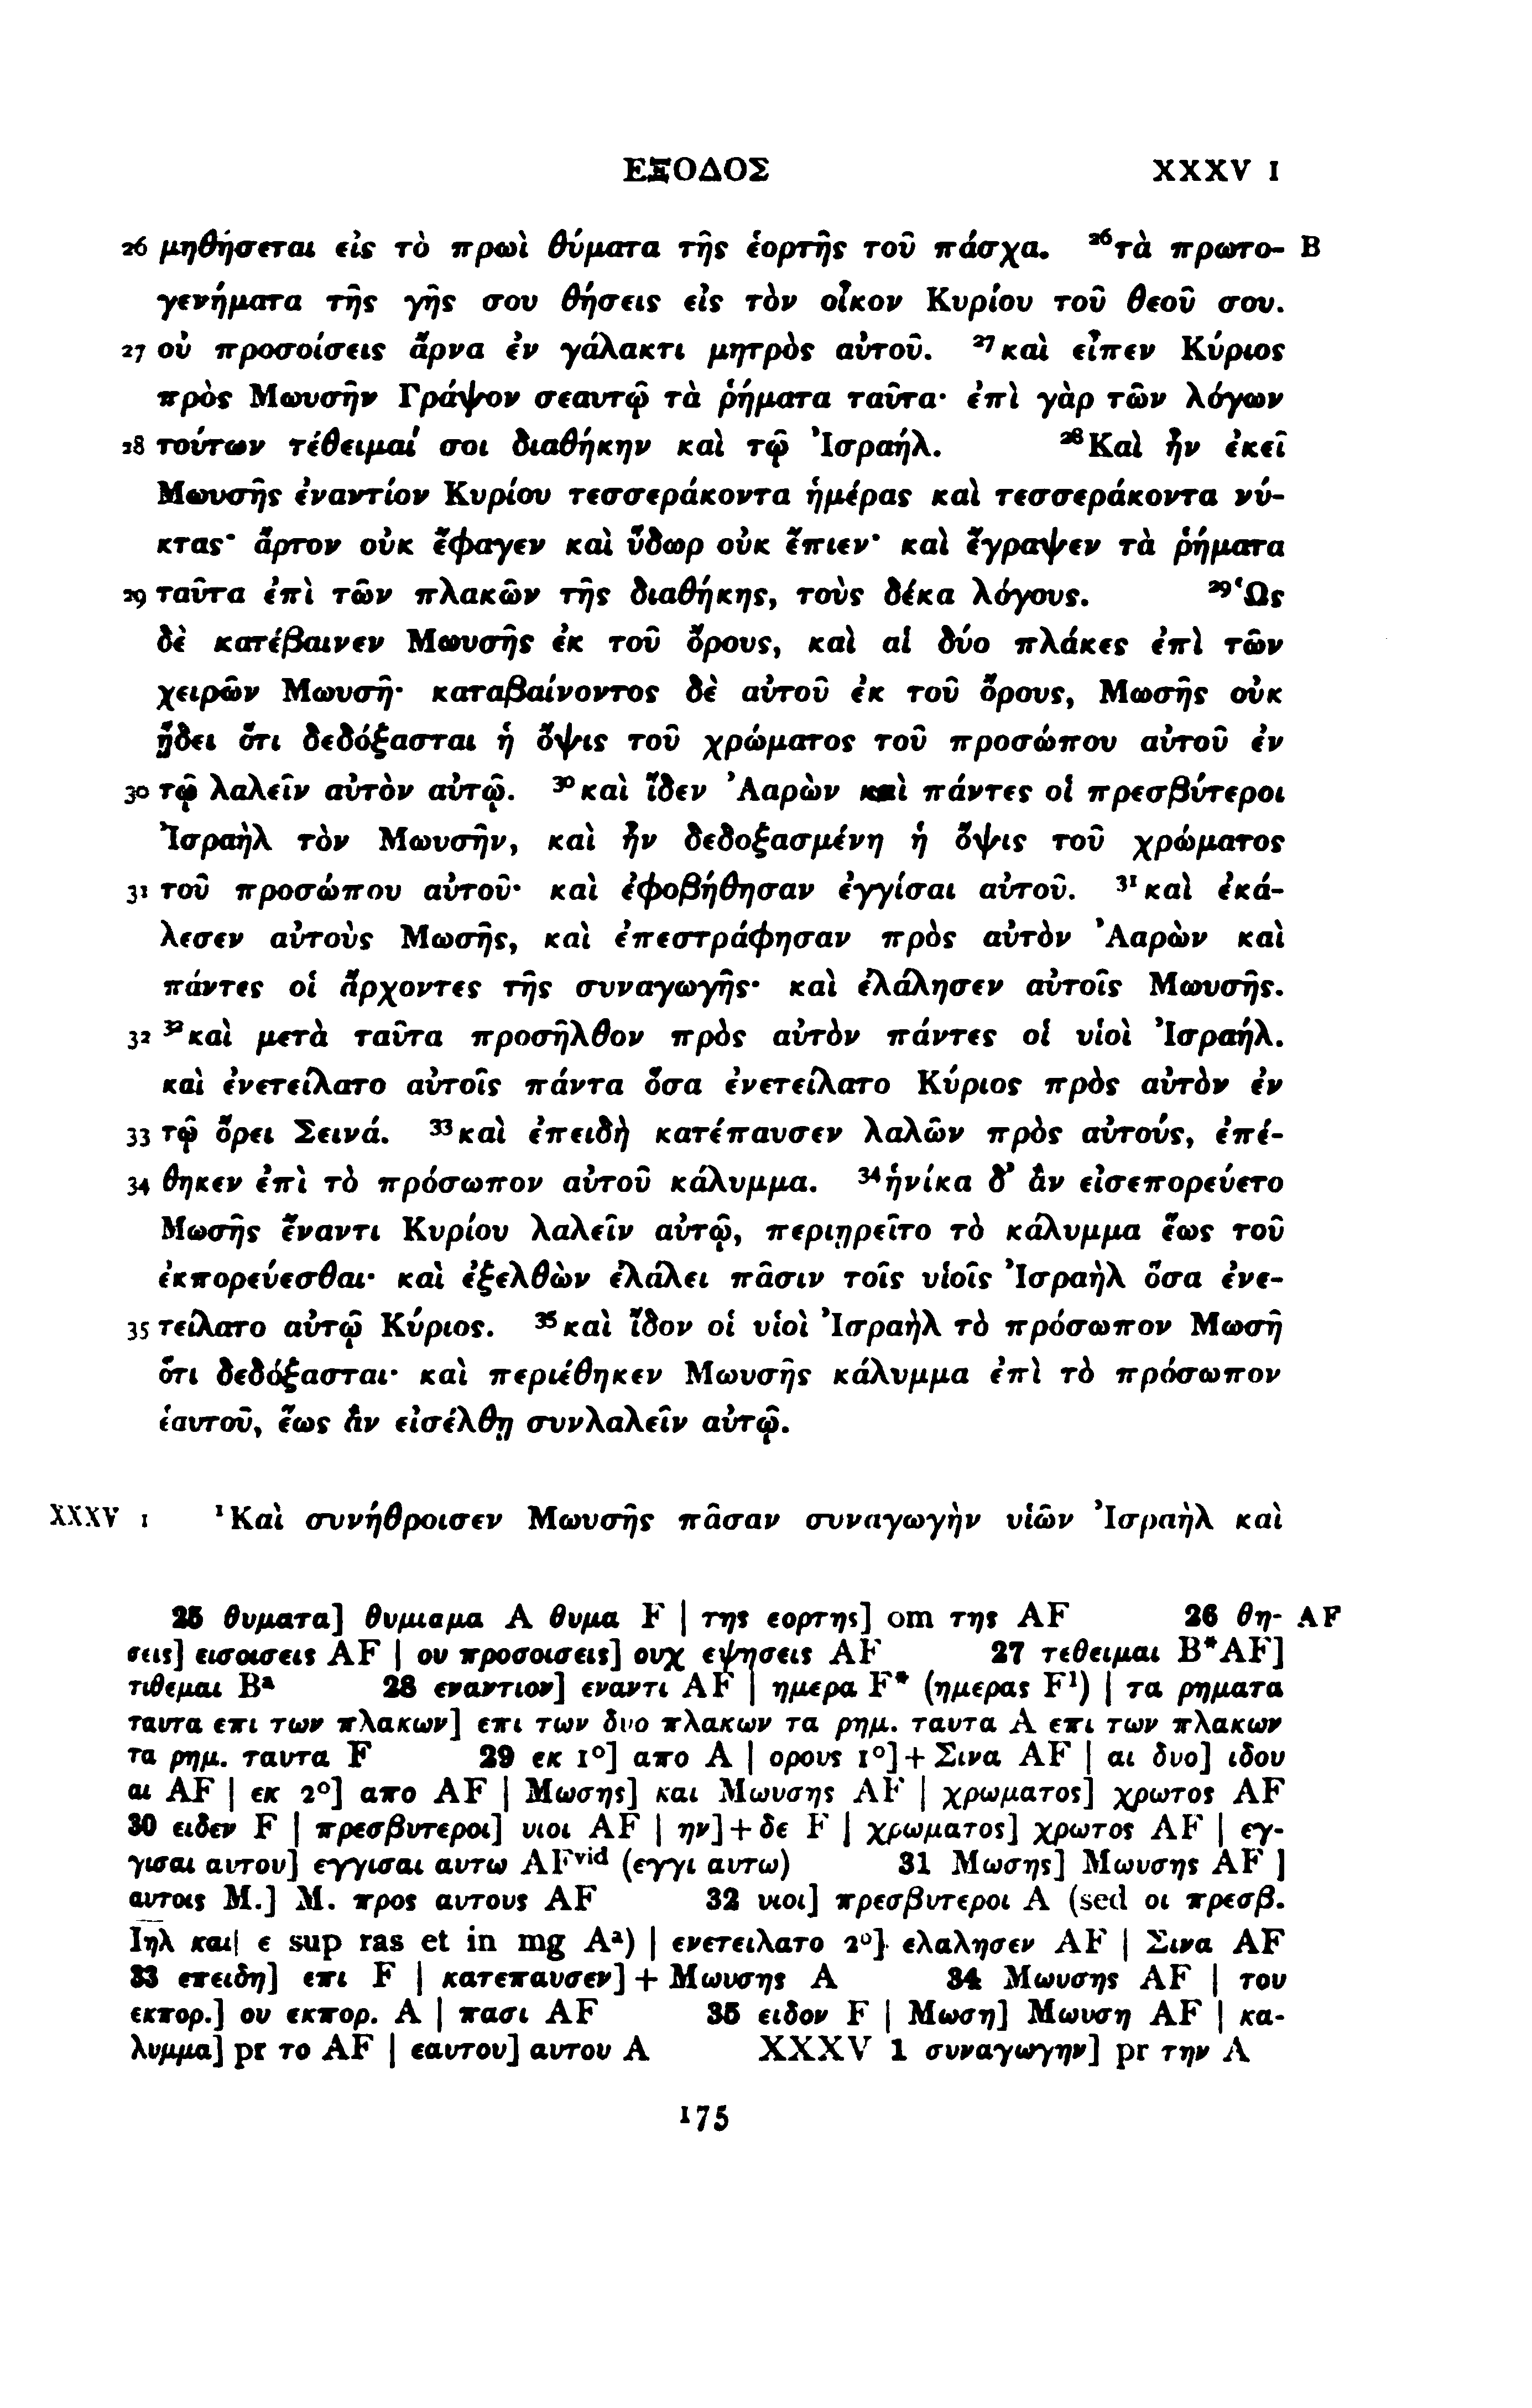 ΕΞΟΔΟΣ XXXV 1
26 μηθήσεται εἰς τὸ πρωὶ θύματα τῆς ἑορτῆς τοῦ πάσχα. ²⁶τὰ πρωτο- B
γενήματα τῆς γῆς σου θήσεις εἰς τὸν οἶκον Κυρίου τοῦ θεοῦ σου.
27 οὐ προσοίσεις ἄρνα ἐν γάλακτι μητρὸς αὐτοῦ. ²⁷καὶ εἶπεν Κύριος
πρὸς Μωυσῆν Γράψον σεαυτῷ τὰ ῥήματα ταῦτα· ἐπὶ γὰρ τῶν λόγων
28 τούτων τέθειμαί σοι διαθήκην καὶ τῷ Ἰσραήλ. ²⁸Καὶ ἦν ἐκεῖ
Μωυσῆς ἐναντίον Κυρίου τεσσεράκοντα ἡμέρας καὶ τεσσεράκοντα νύ-
κτας· ἄρτον οὐκ ἔφαγεν καὶ ὕδωρ οὐκ ἔπιεν· καὶ ἔγραψεν τὰ ῥήματα
29 ταῦτα ἐπὶ τῶν πλακῶν τῆς διαθήκης, τοὺς δέκα λόγους. ²⁹Ὡς
δὲ κατέβαινεν Μωυσῆς ἐκ τοῦ ὄρους, καὶ αἱ δύο πλάκες ἐπὶ τῶν
χειρῶν Μωυσῆ· καταβαίνοντος δὲ αὐτοῦ ἐκ τοῦ ὄρους, Μωσῆς οὐκ
ᾔδει ὅτι δεδόξασται ἡ ὄψις τοῦ χρώματος τοῦ προσώπου αὐτοῦ ἐν
30 τῷ λαλεῖν αὐτὸν αὐτῷ. ³⁰καὶ ἴδεν Ἀαρὼν καὶ πάντες οἱ πρεσβύτεροι
Ἰσραὴλ τὸν Μωυσῆν, καὶ ἦν δεδοξασμένη ἡ ὄψις τοῦ χρώματος
31 τοῦ προσώπου αὐτοῦ· καὶ ἐφοβήθησαν ἐγγίσαι αὐτοῦ. ³¹καὶ ἐκά-
λεσεν αὐτοὺς Μωσῆς, καὶ ἐπεστράφησαν πρὸς αὐτὸν Ἀαρὼν καὶ
πάντες οἱ ἄρχοντες τῆς συναγωγῆς· καὶ ἐλάλησεν αὐτοῖς Μωυσῆς.
32 ³²καὶ μετὰ ταῦτα προσῆλθον πρὸς αὐτὸν πάντες οἱ υἱοὶ Ἰσραήλ.
καὶ ἐνετείλατο αὐτοῖς πάντα ὅσα ἐνετείλατο Κύριος πρὸς αὐτὸν ἐν
33 τῷ ὄρει Σεινά. ³³καὶ ἐπειδὴ κατέπαυσεν λαλῶν πρὸς αὐτούς, ἐπέ-
34 θηκεν ἐπὶ τὸ πρόσωπον αὐτοῦ κάλυμμα. ³⁴ἡνίκα δ’ ἂν εἰσεπορεύετο
Μωσῆς ἔναντι Κυρίου λαλεῖν αὐτῷ, περιῃρεῖτο τὸ κάλυμμα ἕως τοῦ
ἐκπορεύεσθαι· καὶ ἐξελθὼν ἐλάλει πᾶσιν τοῖς υἱοῖς Ἰσραὴλ ὅσα ἐνε-
35 τείλατο αὐτῷ Κύριος. ³⁵καὶ ἴδον οἱ υἱοὶ Ἰσραὴλ τὸ πρόσωπον Μωσῆ
ὅτι δεδόξασται· καὶ περιέθηκεν Μωυσῆς κάλυμμα ἐπὶ τὸ πρόσωπον
ἑαυτοῦ, ἕως ἂν εἰσέλθῃ συνλαλεῖν αὐτῷ.
XXXV 1 ¹Καὶ συνήθροισεν Μωυσῆς πᾶσαν συναγωγὴν υἱῶν Ἰσραὴλ καὶ
25 θυματα] θυμιαμα A θυμα F | της εορτης] om της AF 26 θη- AF
σεις] εισοισεις AF | ου προσοισεις] ουχ εψησεις AF 27 τεθειμαι B*AF]
τιθεμαι Bᵃ 28 εναντιον] εναντι AF | ημερα F* (ημερας F¹) | τα ρηματα
ταυτα επι των πλακων] επι των δυο πλακων τα ρημ. ταυτα A επι των πλακων
τα ρημ. ταυτα F 29 εκ 1°] απο A | ορους 1°]+Σινα AF | αι δυο] ιδου
αι AF | εκ 2°] απο AF | Μωσης] και Μωυσης AF | χρωματος] χρωτος AF
30 ειδεν F | πρεσβυτεροι] υιοι AF | ην]+δε F | χρωματος] χρωτος AF | εγ-
γισαι αυτου] εγγισαι αυτω AFᵛⁱᵈ (εγγι αυτω) 31 Μωσης] Μωυσης AF |
αυτοις Μ.] Μ. προς αυτους AF 32 υιοι] πρεσβυτεροι A (sed οι πρεσβ.
Ιηλ και| ε sup ras et in mg Aᵃ) | ενετειλατο 2°] ελαλησεν AF | Σινα AF
33 επειδη] επι F | κατεπαυσεν]+Μωυσης A 34 Μωυσης AF | του
εκπορ.] ου εκπορ. A | πασι AF 35 ειδον F | Μωση] Μωυση AF | κα-
λυμμα] pr το AF | εαυτου] αυτου A XXXV 1 συναγωγην] pr την A
175